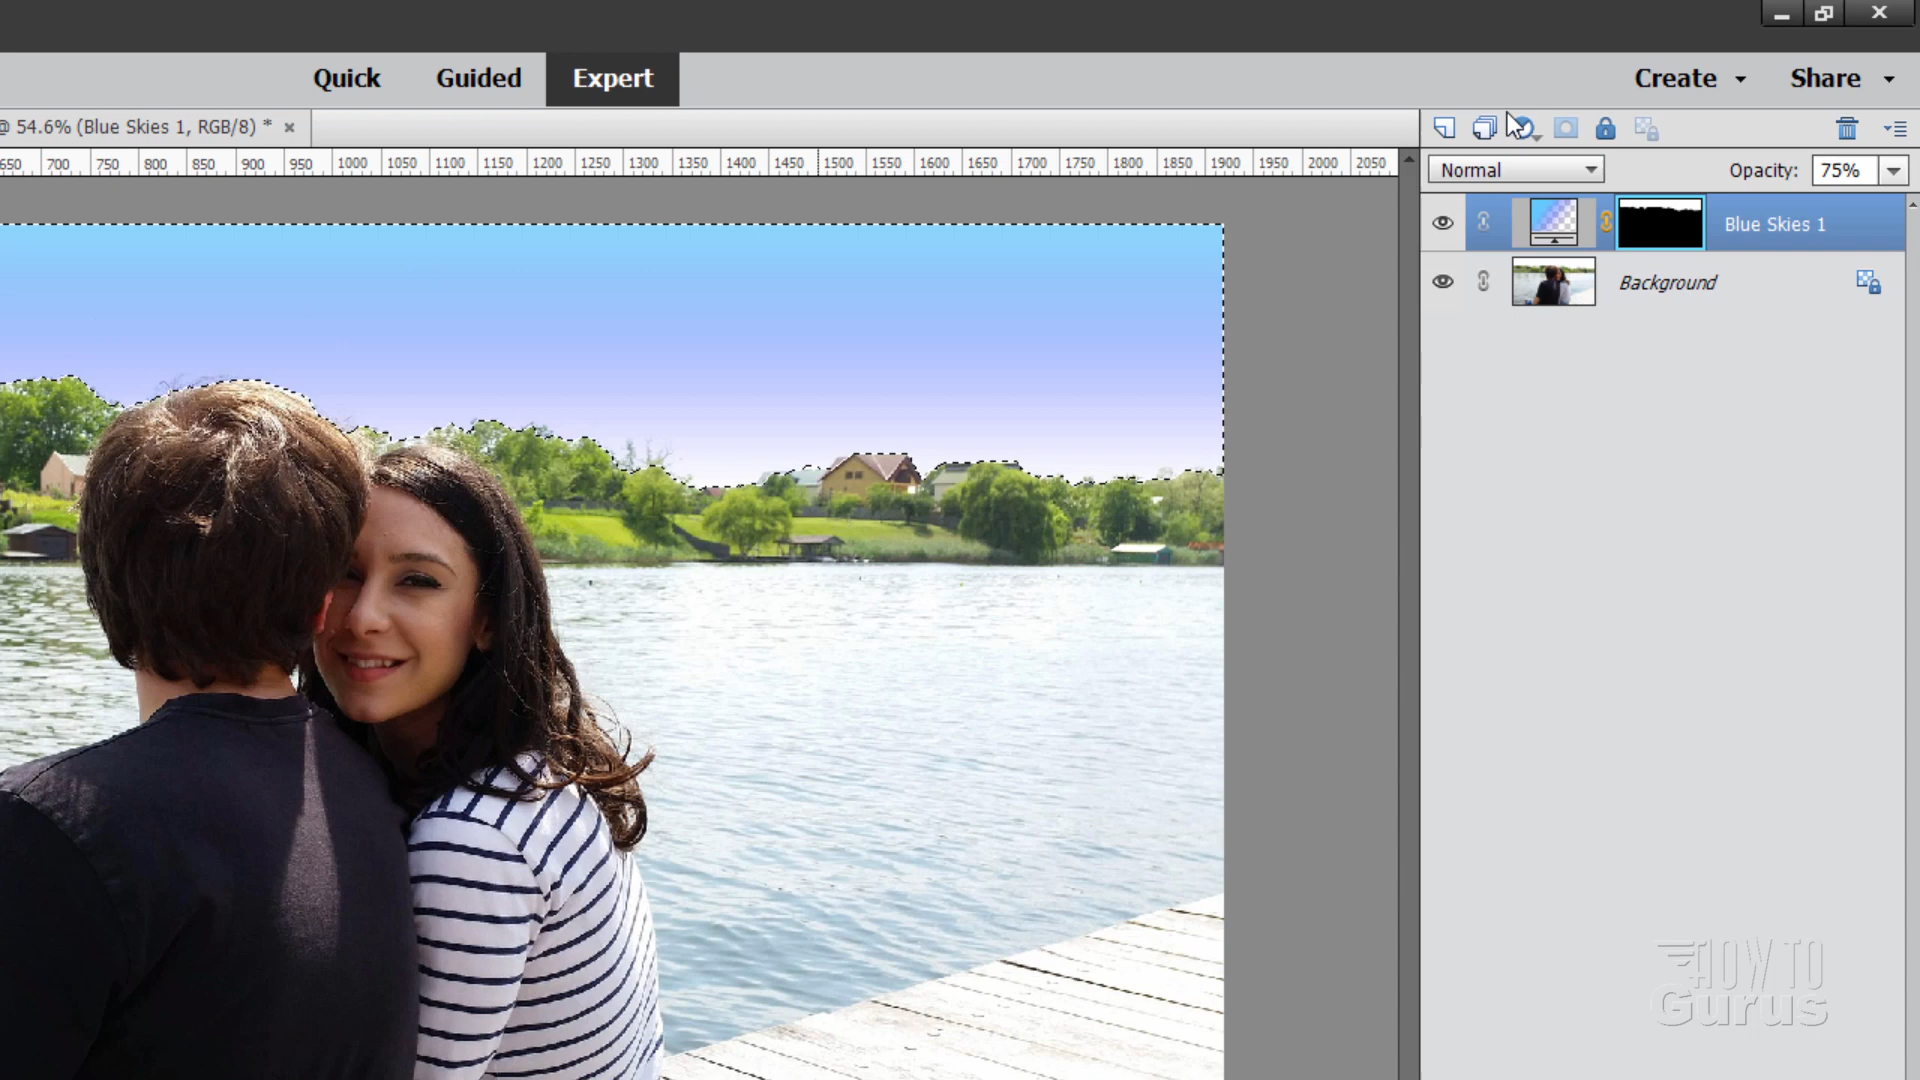 Quick Guided Expert Create Share
@ 54.6% (Blue Skies 1, RGB/8) * ×
650 700 750 800 850 900 950 1000 1050 1100 1150 1200 1250 1300 1350 1400 1450 1500 1550 1600 1650 1700 1750 1800 1850 1900 1950 2000 2050
Normal Opacity: 75%
Blue Skies 1
Background
HOW TO
Gurus